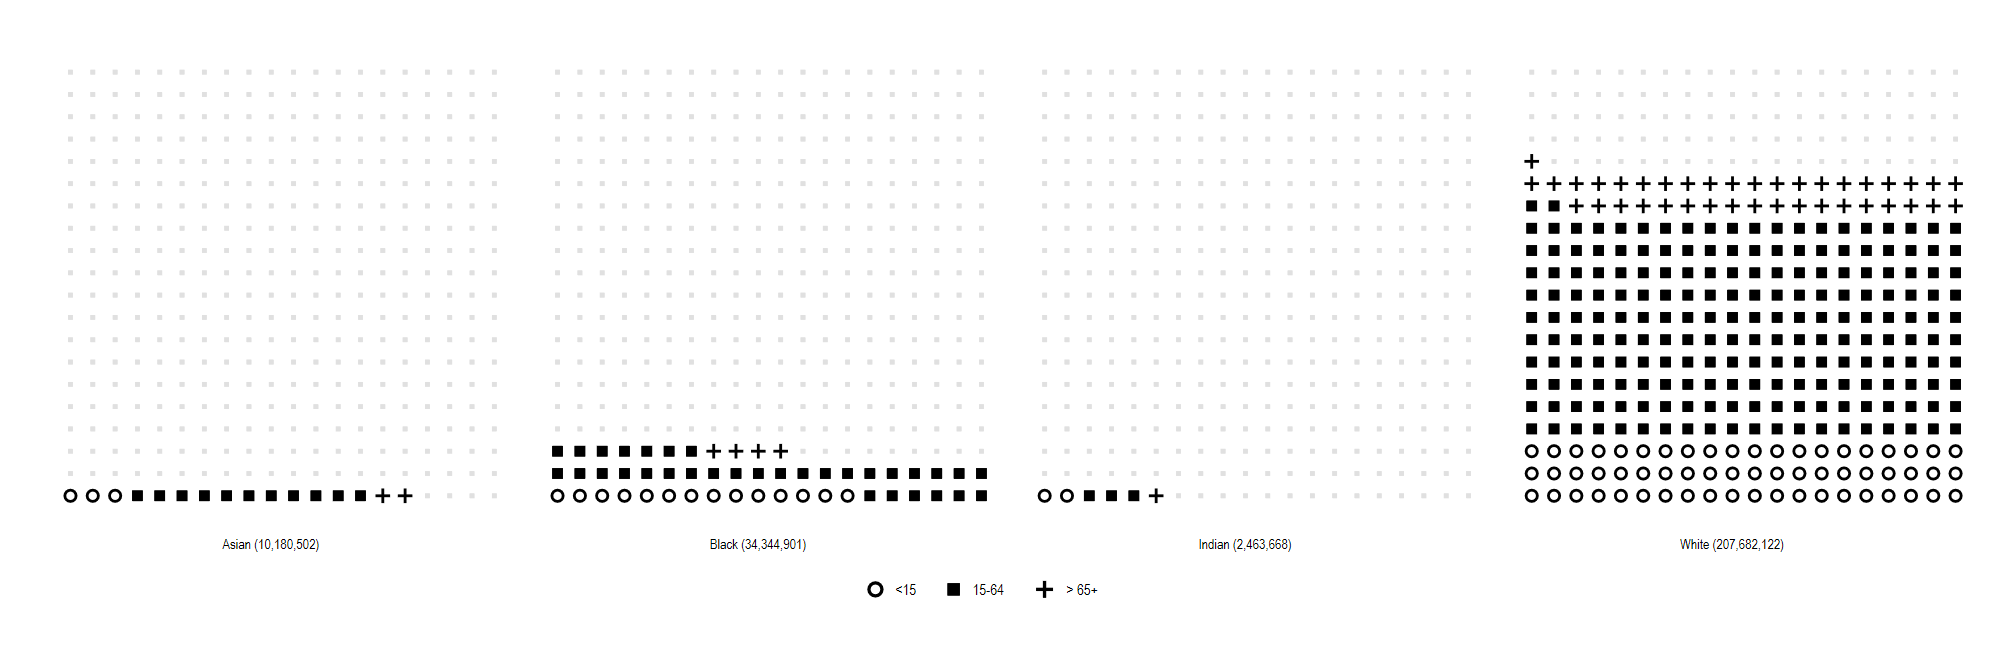 Asian (10,180,502)
Black (34,344,901)
Indian (2,463,668)
White (207,682,122)
<15
15-64
> 65+